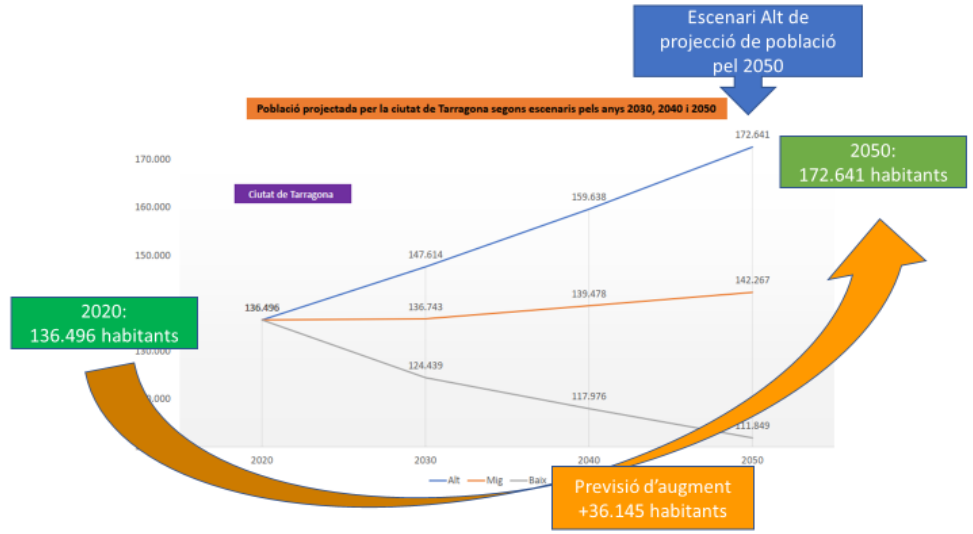 Escenari Alt de
projecció de població
pel 2050
Població projectada per la ciutat de Tarragona segons escenaris pels anys 2030, 2040 i 2050
172.641
2050:
172.641 habitants
170.000
Ciutat de Tarragona
160.000
159.638
150.000
147.614
142.267
139.478
136.743
136.496
2020:
136.496 habitants
130.000
124.439
117.976
111.849
2020
2030
2040
2050
Alt
Mig
Baix
Previsió d'augment
+36.145 habitants